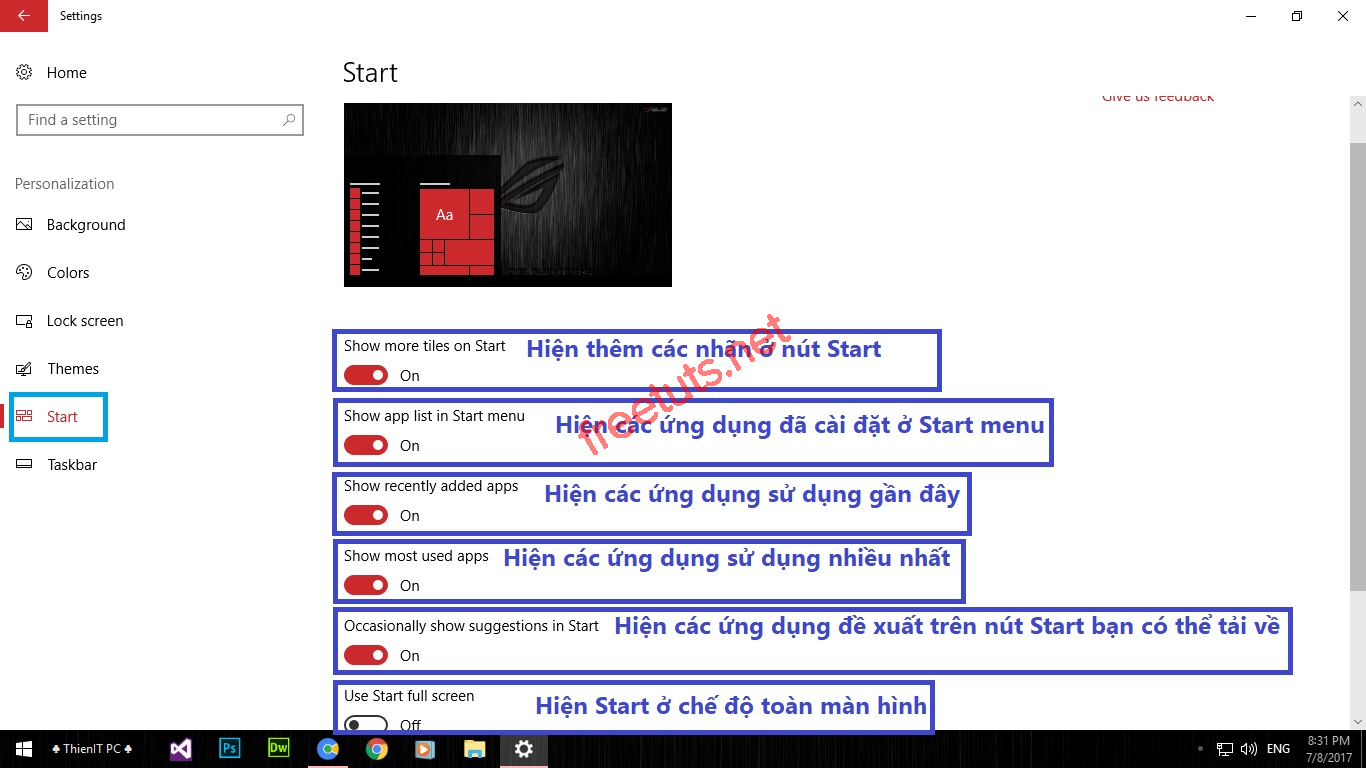 Settings
Home
Find a setting
Personalization
Background
Colors
Lock screen
Themes
Start
Taskbar
Start
Give us feedback
Aa
Show more tiles on Start Hiện thêm các nhãn ở nút Start
On
Show app list in Start menu Hiện các ứng dụng đã cài đặt ở Start menu
On
Show recently added apps Hiện các ứng dụng sử dụng gần đây
On
Show most used apps Hiện các ứng dụng sử dụng nhiều nhất
On
Occasionally show suggestions in Start Hiện các ứng dụng đề xuất trên nút Start bạn có thể tải về
On
Use Start full screen Hiện Start ở chế độ toàn màn hình
Off
freetuts.net
♣ ThienIT PC ♣
Ps
Dw
ENG
8:31 PM
7/8/2017